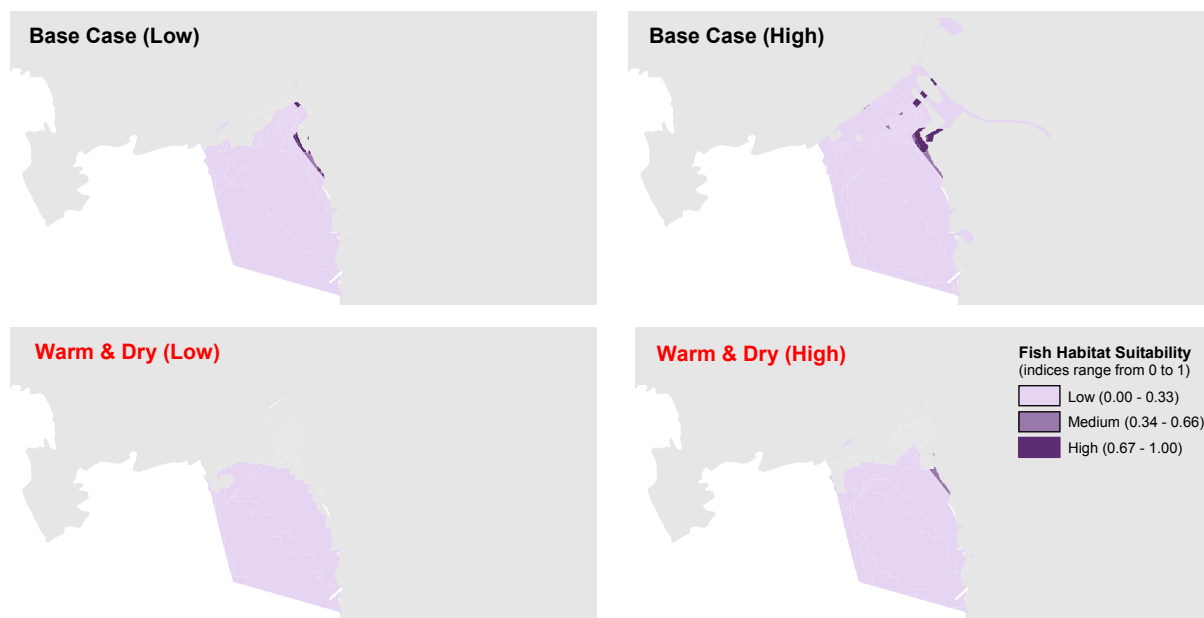 Base Case (Low)
Base Case (High)
Warm & Dry (Low)
Warm & Dry (High)
Fish Habitat Suitability
(indices range from 0 to 1)
Low (0.00 - 0.33)
Medium (0.34 - 0.66)
High (0.67 - 1.00)